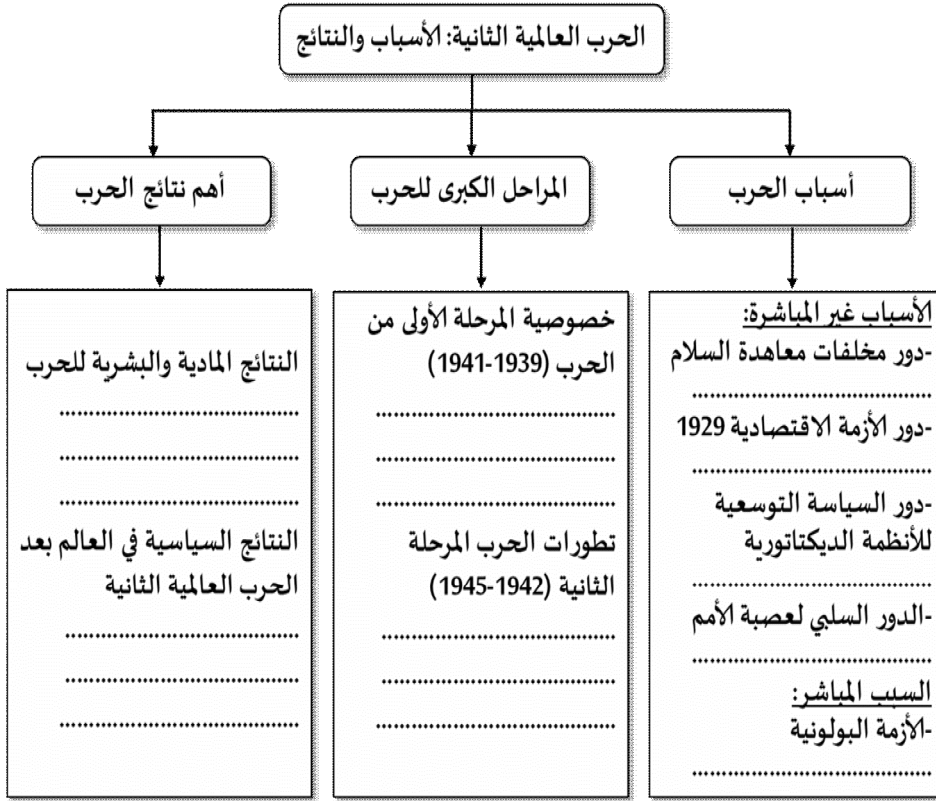 الحرب العالمية الثانية: الأسباب والنتائج
أسباب الحرب
المراحل الكبرى للحرب
أهم نتائج الحرب
الأسباب غير المباشرة:
-دور مخلفات معاهدة السلام
........................................
-دور الأزمة الاقتصادية 1929
........................................
-دور السياسة التوسعية
للأنظمة الديكتاتورية
........................................
-الدور السلبي لعصبة الأمم
........................................
السبب المباشر:
-الأزمة البولونية
........................................
خصوصية المرحلة الأولى من
الحرب (1939-1941)
........................................
........................................
........................................
تطورات الحرب المرحلة
الثانية (1942-1945)
........................................
........................................
........................................
النتائج المادية والبشرية للحرب
........................................
........................................
........................................
النتائج السياسية في العالم بعد
الحرب العالمية الثانية
........................................
........................................
........................................